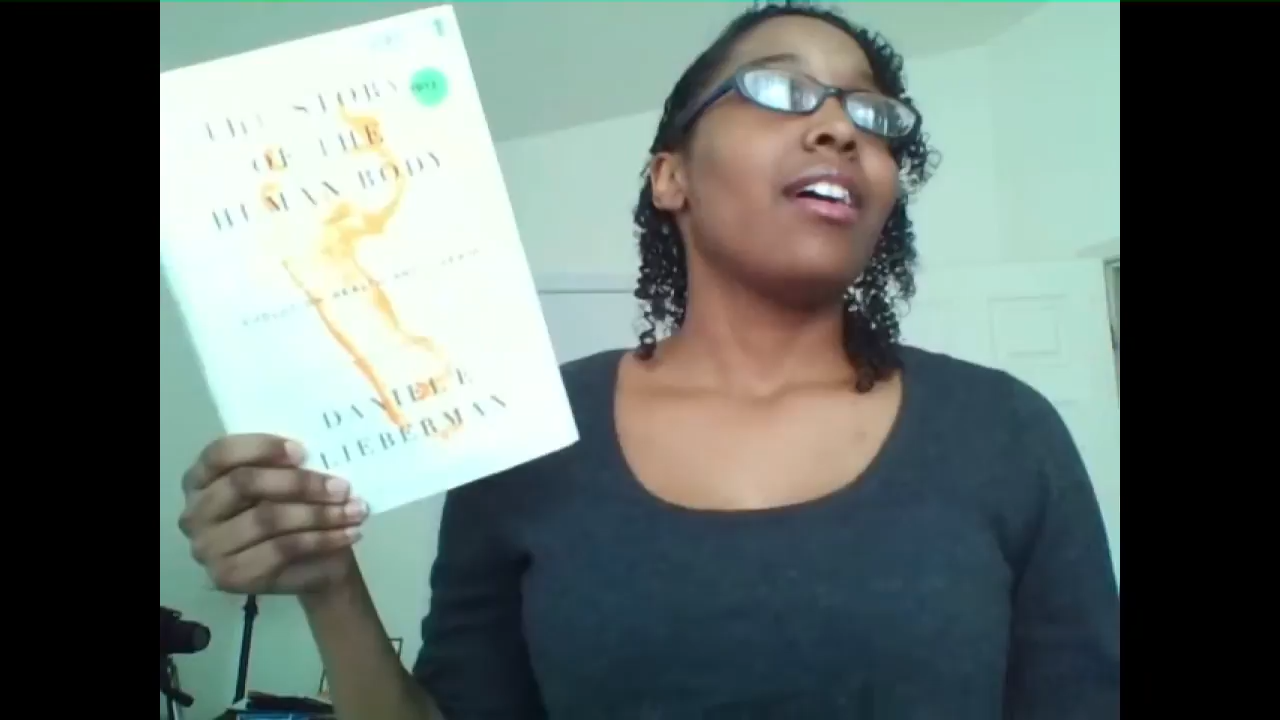 THE STORY
OF THE
HUMAN BODY
DANIEL E
LIEBERMAN